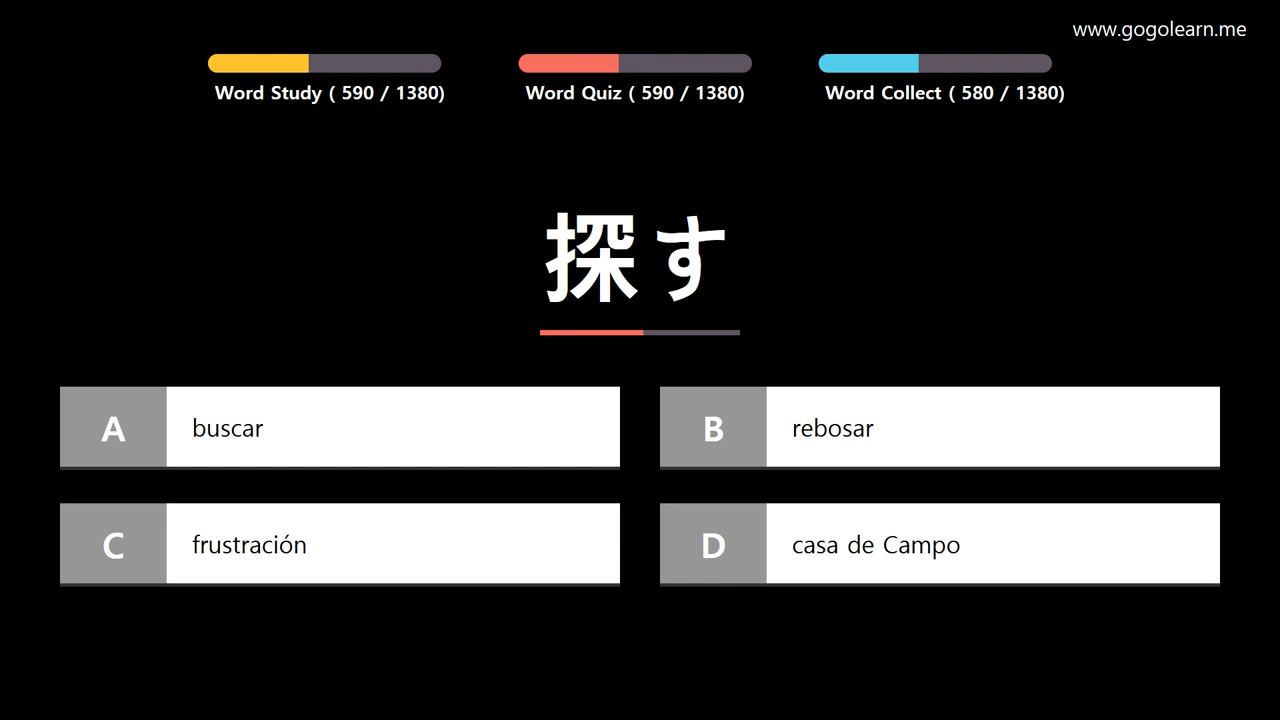 www.gogolearn.me
Word Study ( 590 / 1380)
Word Quiz ( 590 / 1380)
Word Collect ( 580 / 1380)
探す
A
buscar
B
rebosar
C
frustración
D
casa de Campo